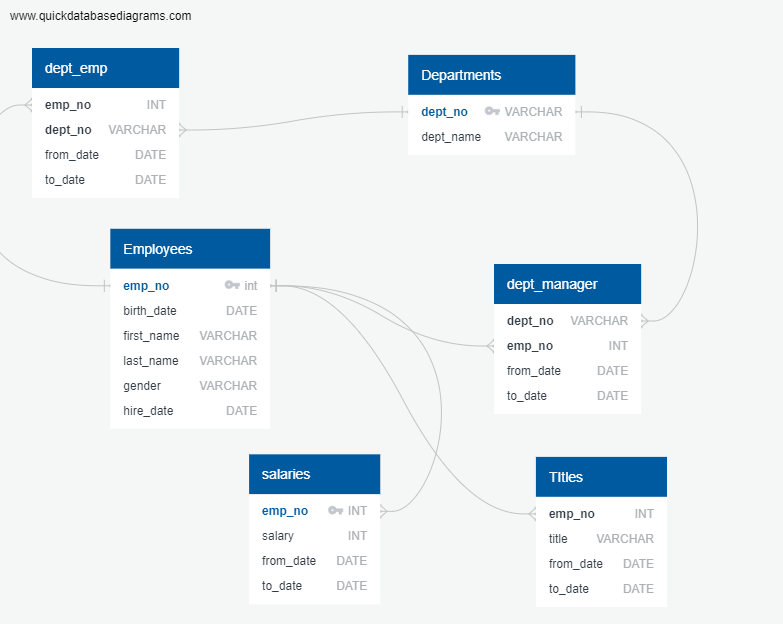 www.quickdatabasediagrams.com
dept_emp
emp_no INT
dept_no VARCHAR
from_date DATE
to_date DATE
Departments
dept_no VARCHAR
dept_name VARCHAR
Employees
emp_no int
birth_date DATE
first_name VARCHAR
last_name VARCHAR
gender VARCHAR
hire_date DATE
dept_manager
dept_no VARCHAR
emp_no INT
from_date DATE
to_date DATE
salaries
emp_no INT
salary INT
from_date DATE
to_date DATE
TItles
emp_no INT
title VARCHAR
from_date DATE
to_date DATE